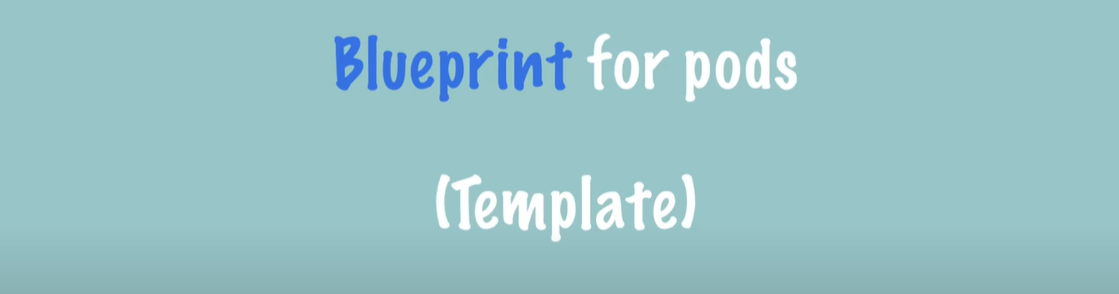 Blueprint for pods
(Template)